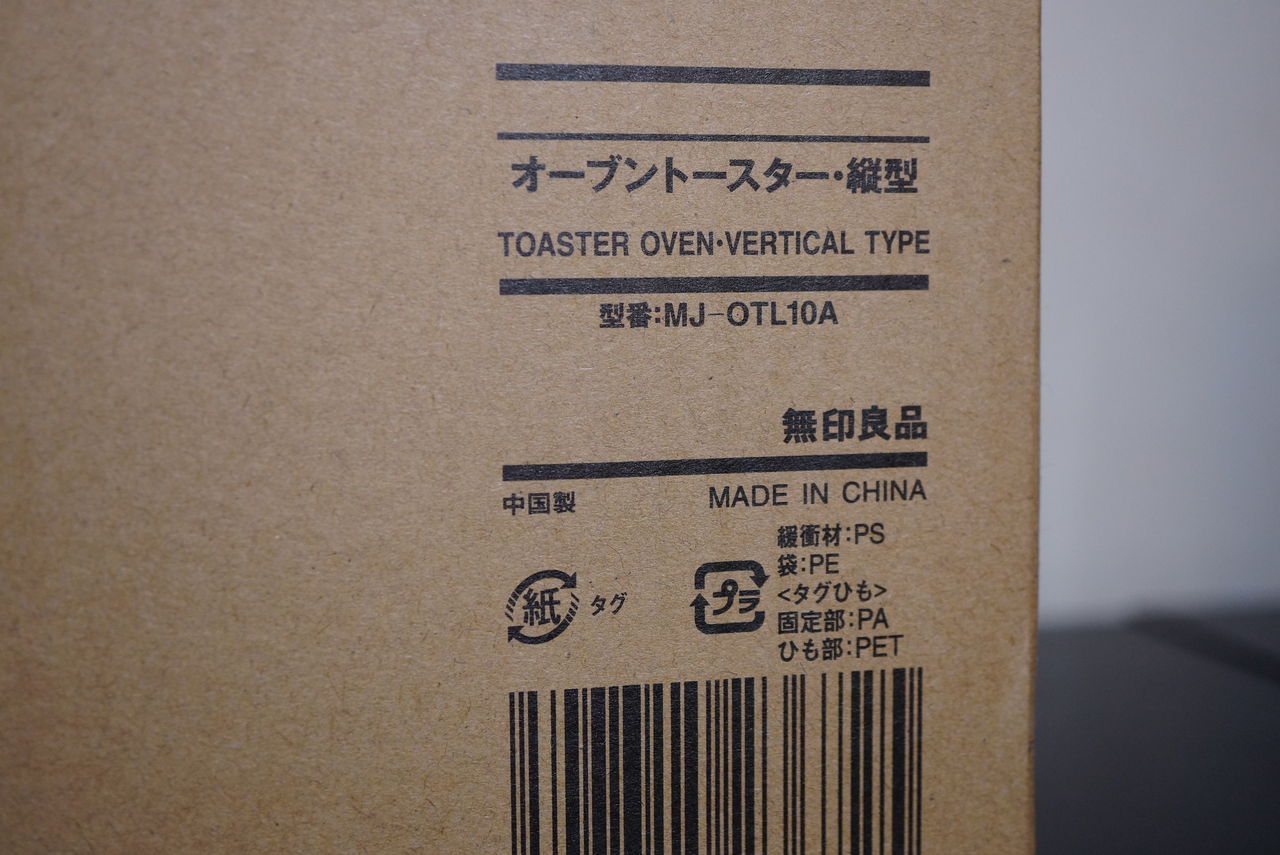 オーブントースター・縦型
TOASTER OVEN・VERTICAL TYPE
型番:MJ-OTL10A
無印良品
中国製 MADE IN CHINA
紙 タグ
プラ
緩衝材:PS
袋:PE
<タグひも>
固定部:PA
ひも部:PET